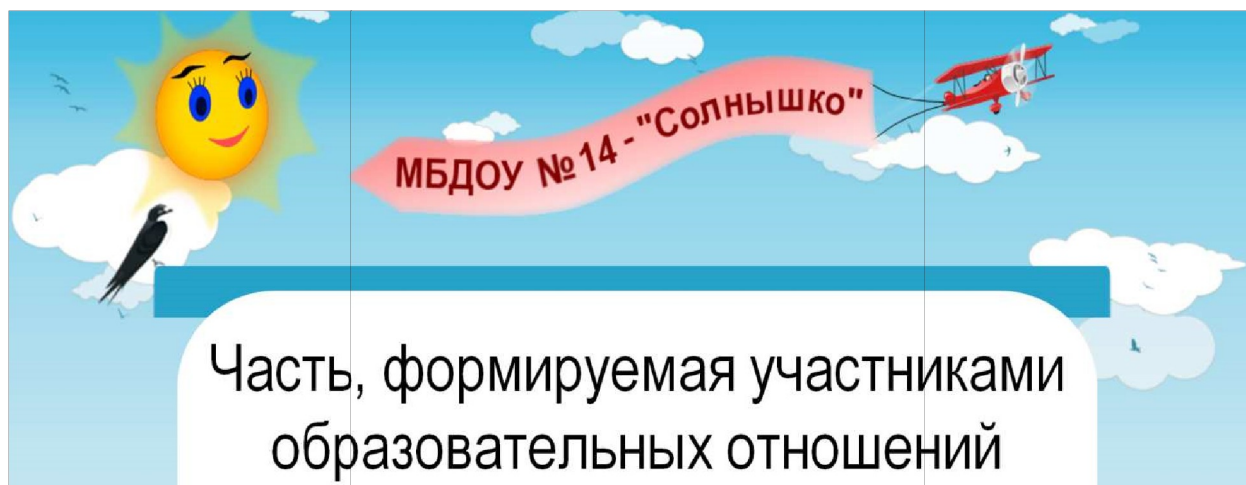 МБДОУ №14 - "Солнышко"
Часть, формируемая участниками
образовательных отношений